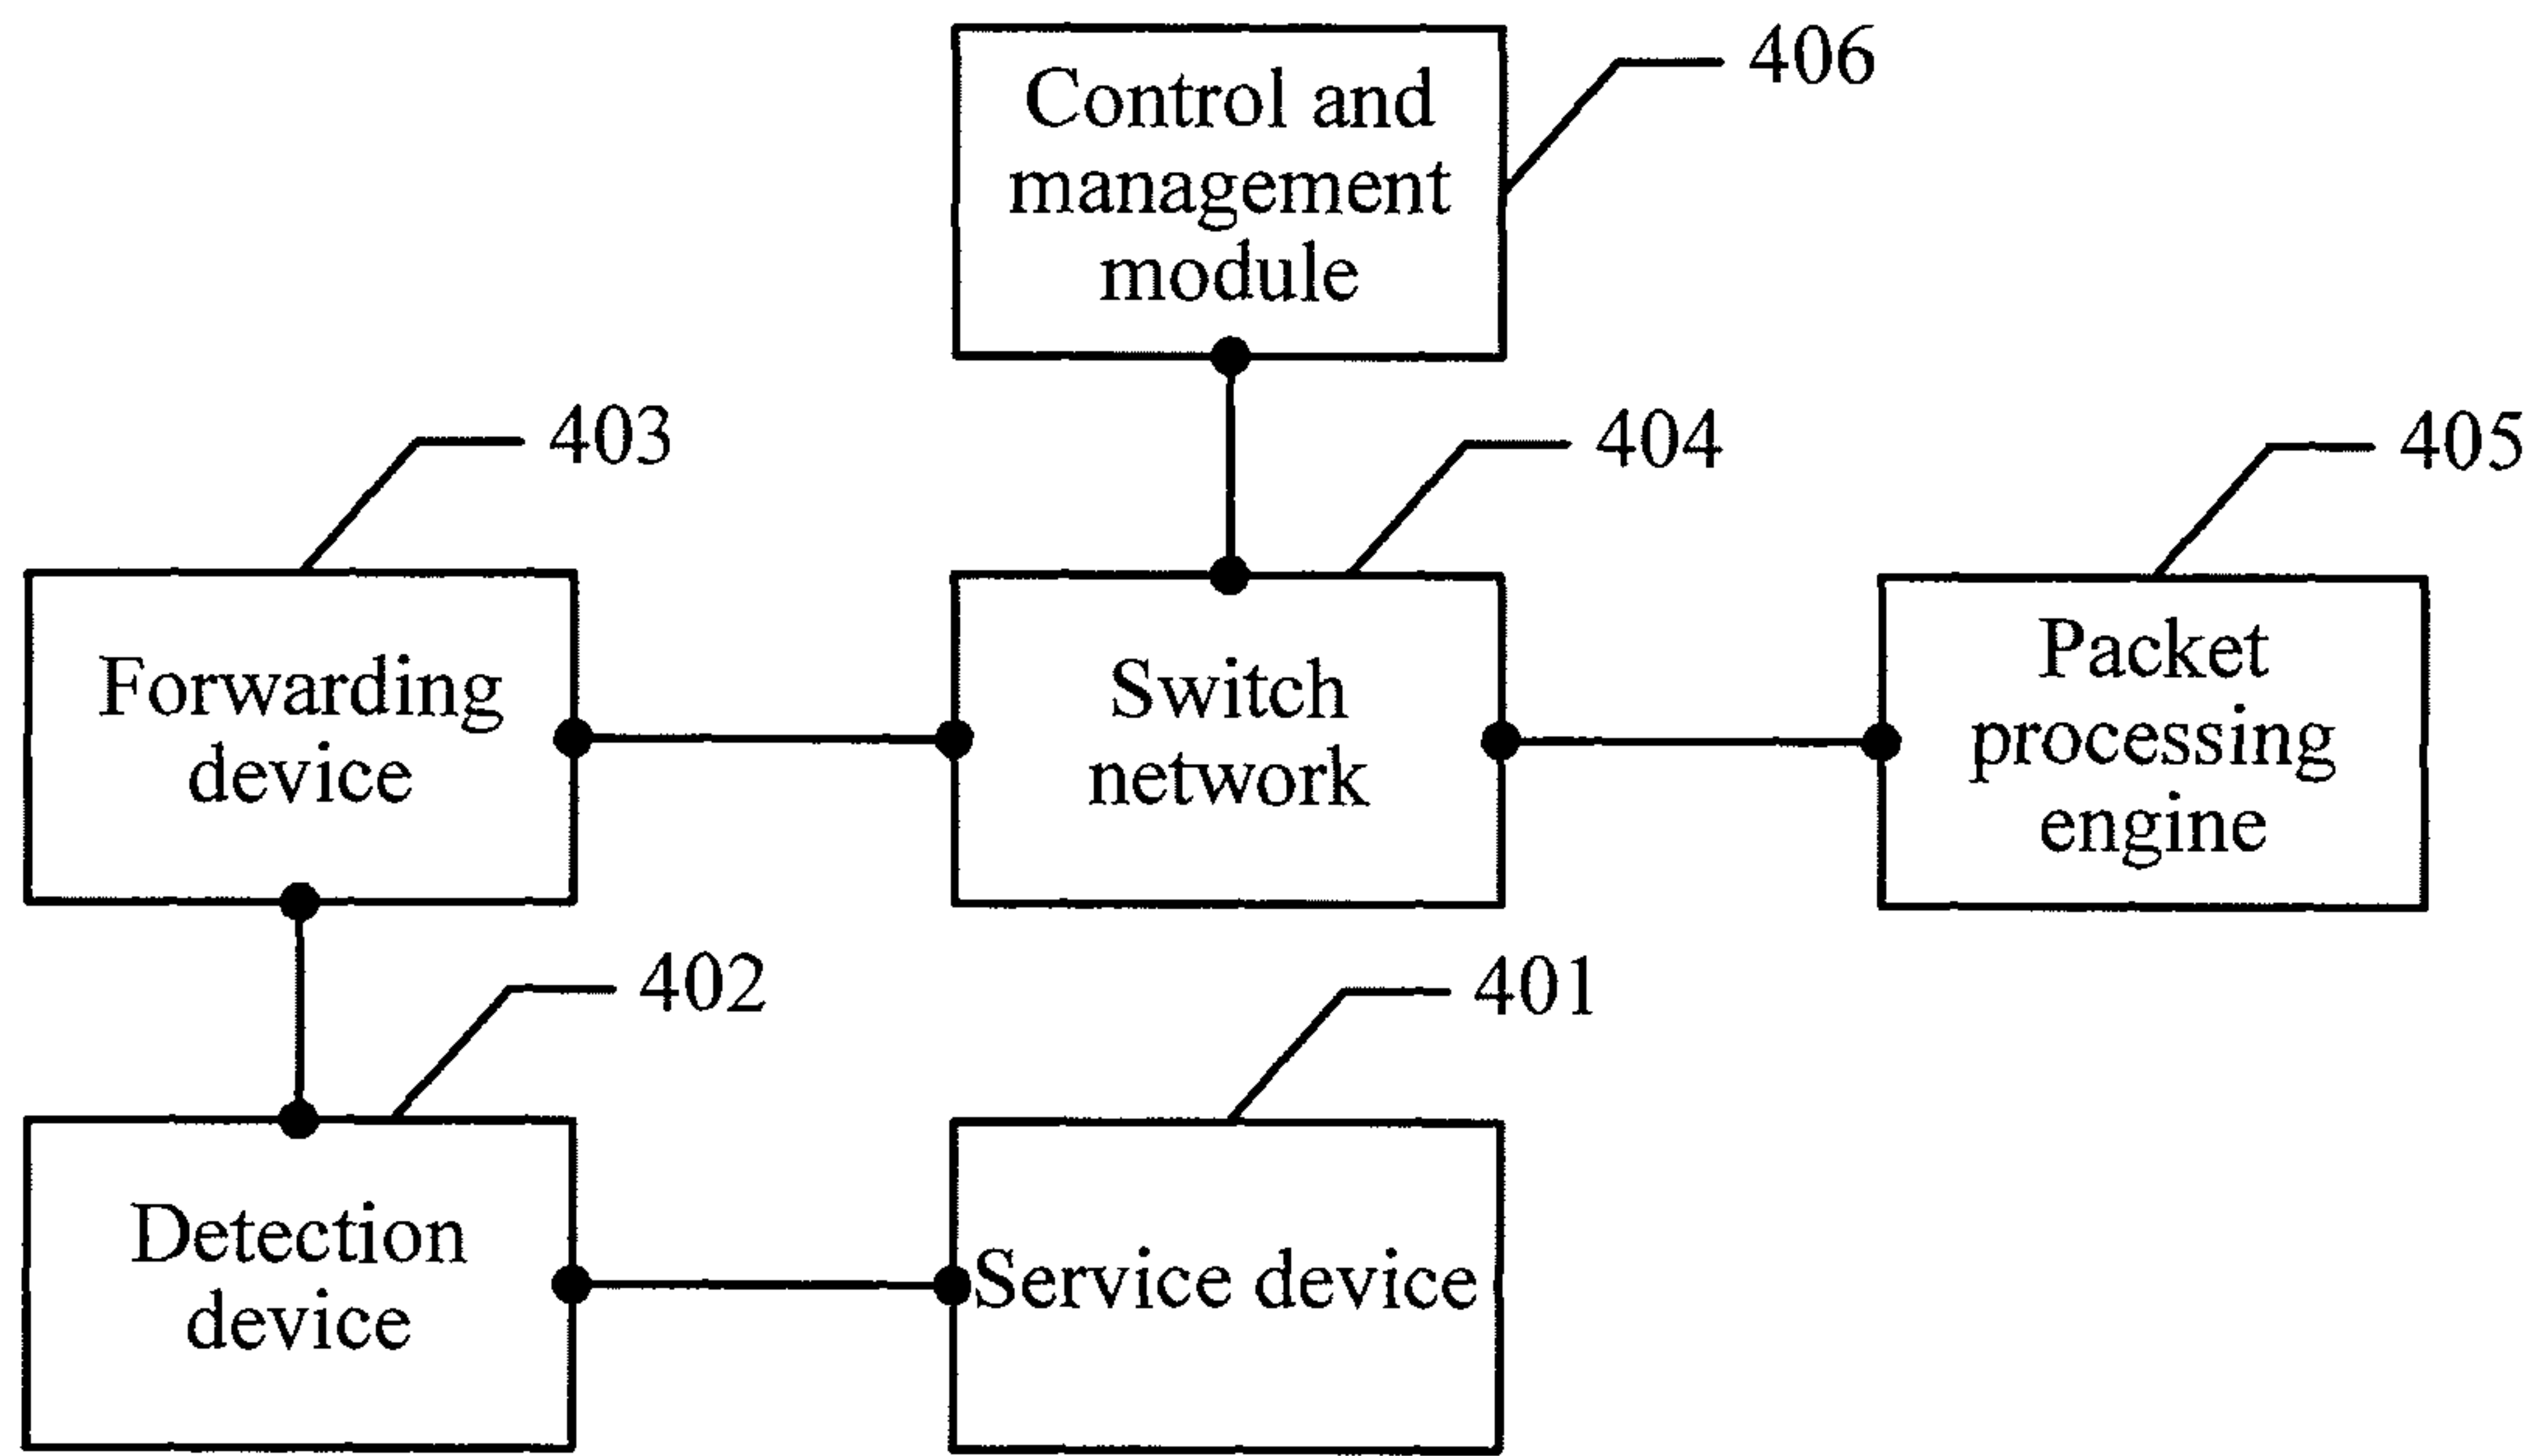 406
Control and
management
module
403
404
405
Forwarding
device
Switch
network
Packet
processing
engine
402
401
Detection
device
Service device